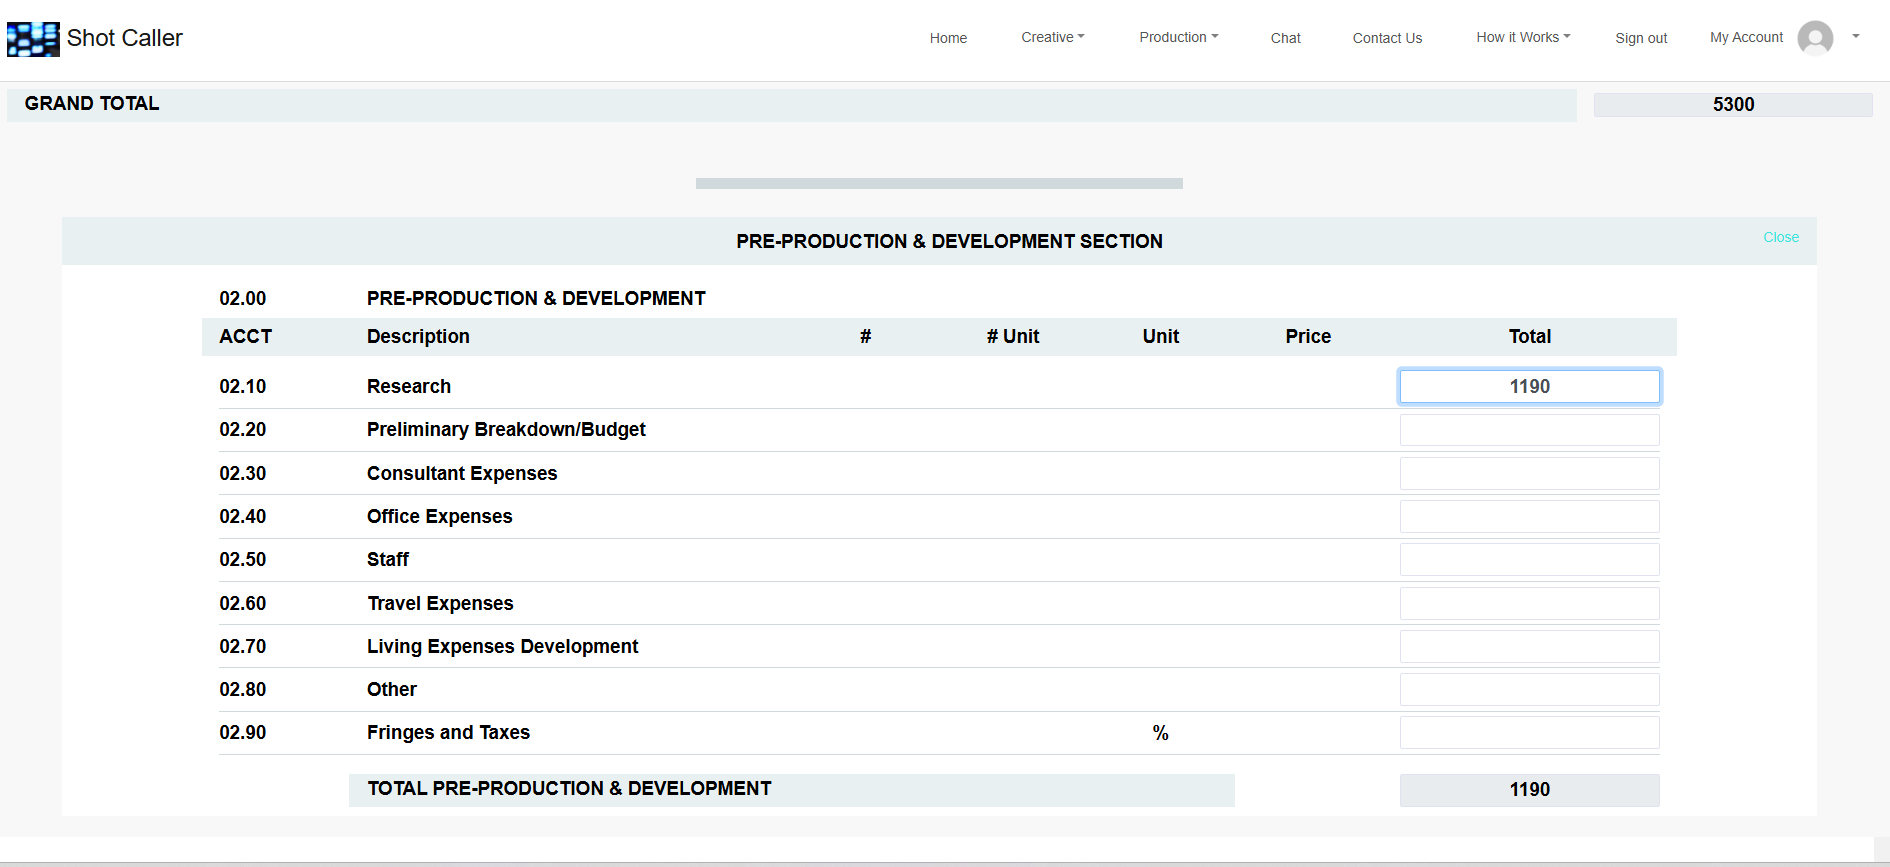 Shot Caller Home Creative Production Chat Contact Us How it Works Sign out My Account
GRAND TOTAL 5300
PRE-PRODUCTION & DEVELOPMENT SECTION Close
02.00 PRE-PRODUCTION & DEVELOPMENT
ACCT Description # # Unit Unit Price Total
02.10 Research 1190
02.20 Preliminary Breakdown/Budget
02.30 Consultant Expenses
02.40 Office Expenses
02.50 Staff
02.60 Travel Expenses
02.70 Living Expenses Development
02.80 Other
02.90 Fringes and Taxes %
TOTAL PRE-PRODUCTION & DEVELOPMENT 1190